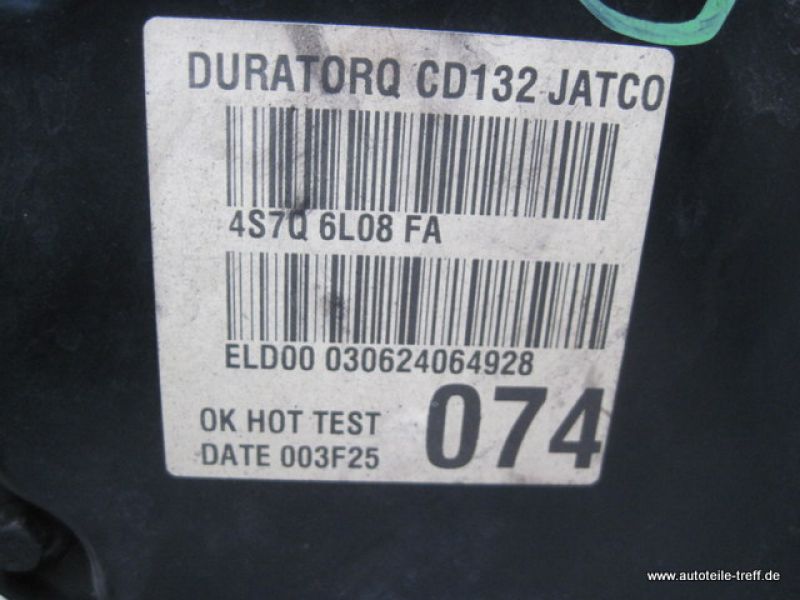 DURATORQ CD132 JATCO
4S7Q 6L08 FA
ELD00 030624064928
OK HOT TEST
074
DATE 003F25
www.autoteile-treff.de